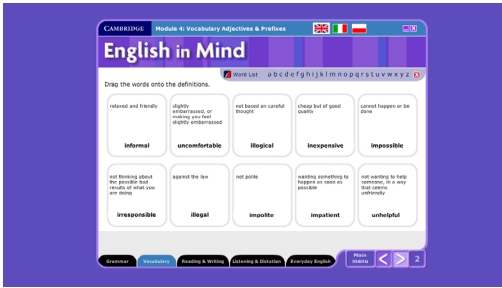 CAMBRIDGE Module 4: Vocabulary Adjectives & Prefixes
English in Mind
Word List a b c d e f g h i j k l m n o p q r s t u v w x y z
Drag the words onto the definitions.
relaxed and friendly
informal
slightly
embarrassed, or
making you feel
slightly embarrassed
uncomfortable
not based on careful
thought
illogical
cheap but of good
quality
inexpensive
cannot happen or be
done
impossible
not thinking about
the possible bad
results of what you
are doing
irresponsible
against the law
illegal
not polite
impolite
wanting something to
happen as soon as
possible
impatient
not wanting to help
someone, in a way
that seems
unfriendly
unhelpful
Grammar Vocabulary Reading & Writing Listening & Dictation Everyday English
Main
menu
2